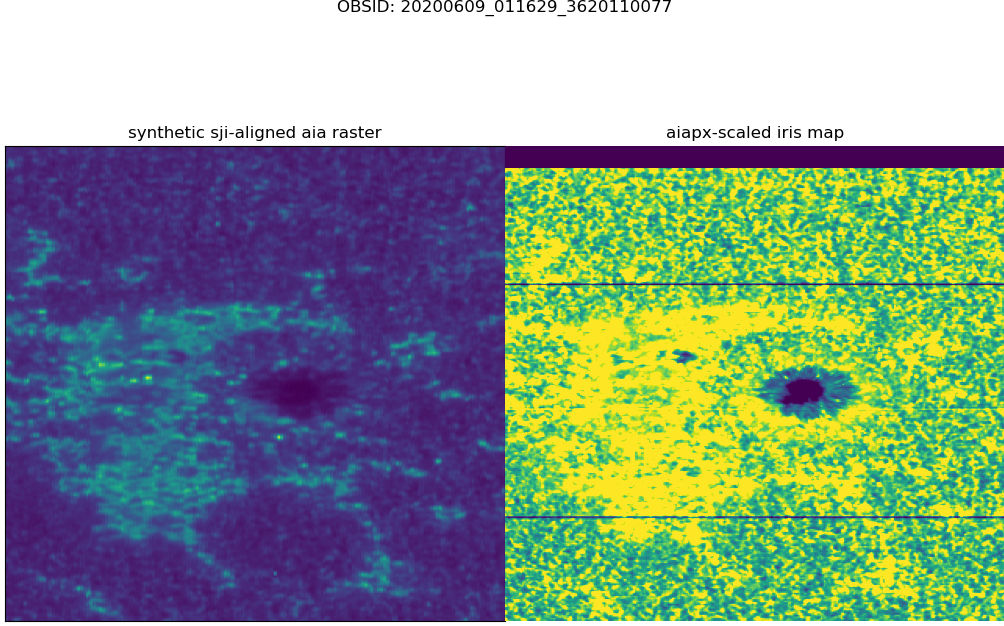 OBSID: 20200609_011629_3620110077
synthetic sji-aligned aia raster
aiapx-scaled iris map